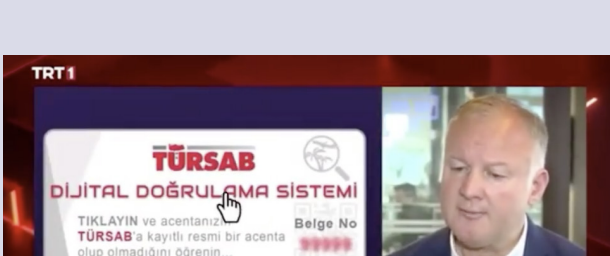 TRT1
TÜRSAB
DİJİTAL DOĞRULAMA SİSTEMİ
TIKLAYIN ve acentanızın
TÜRSAB'a kayıtlı resmi bir acenta
olup olmadığını öğrenin...
Belge No
99999